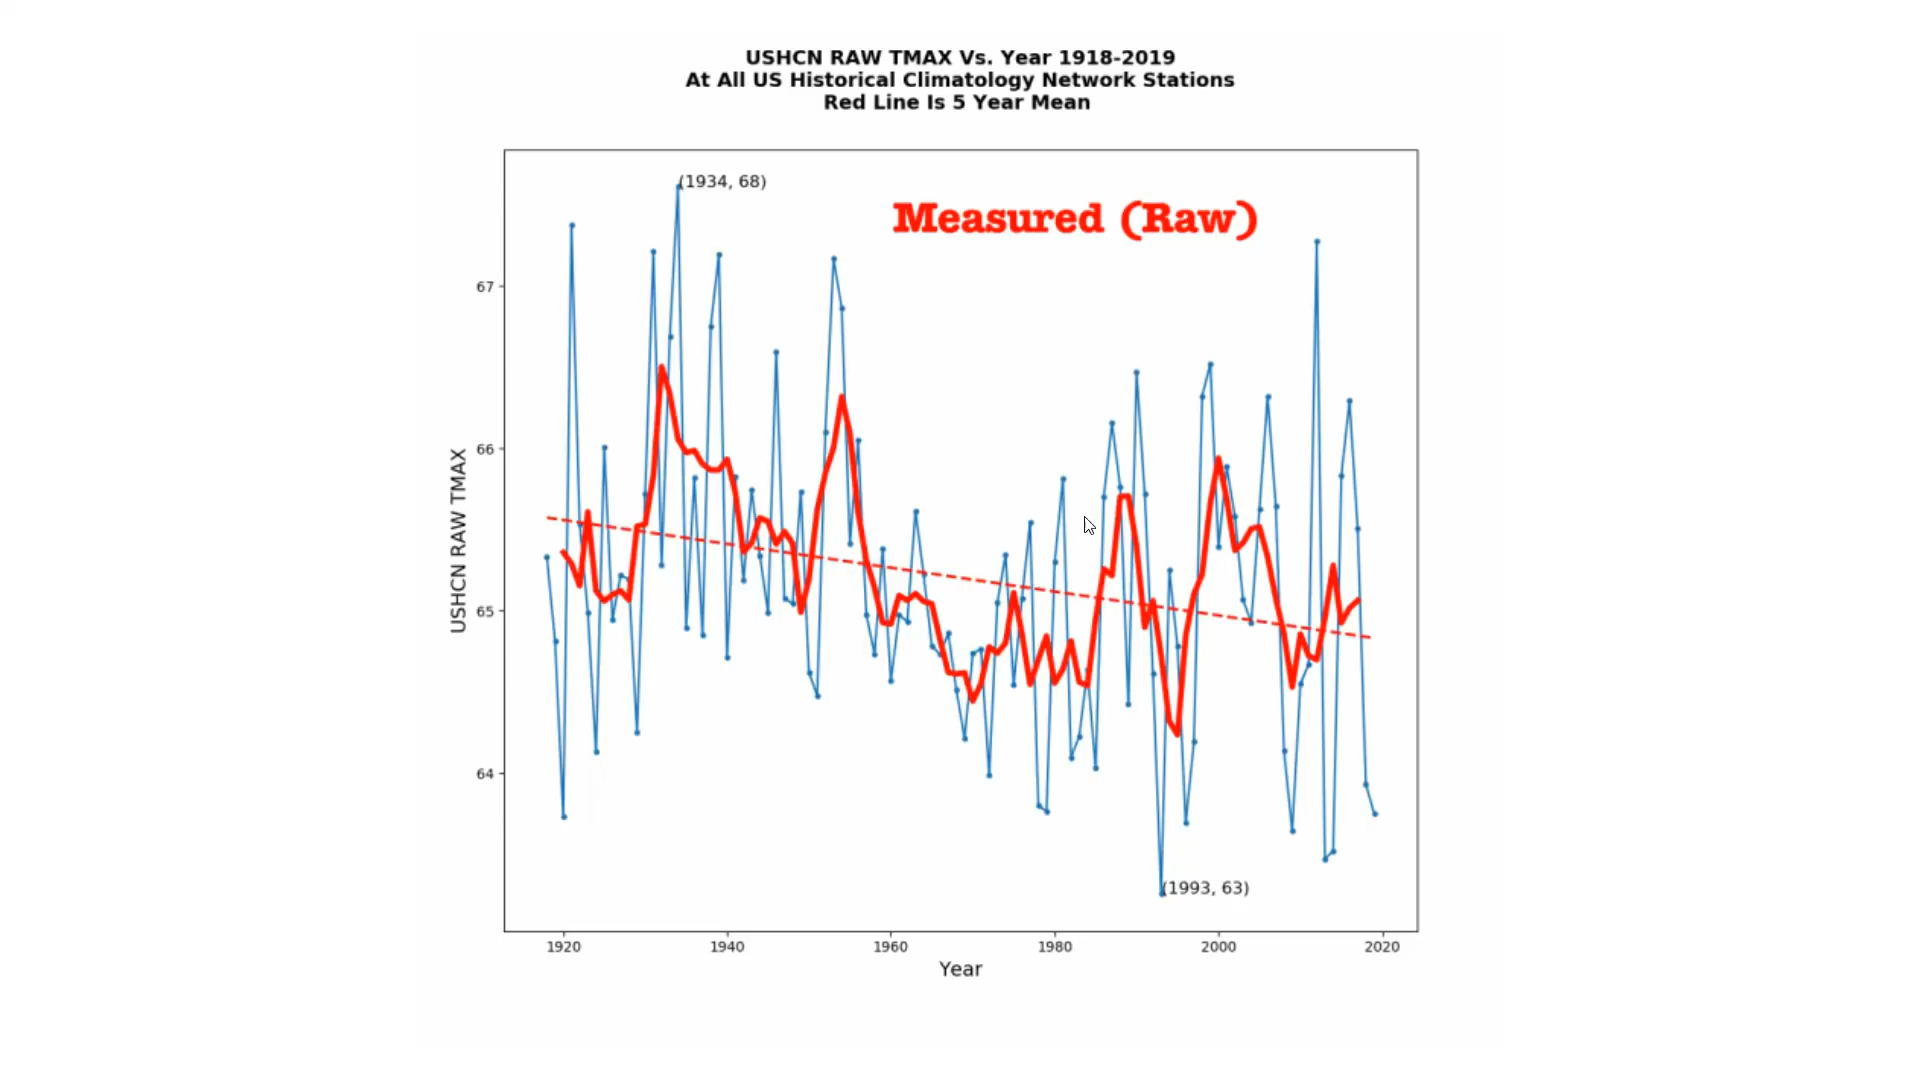 USHCN RAW TMAX Vs. Year 1918-2019
At All US Historical Climatology Network Stations
Red Line Is 5 Year Mean
(1934, 68)
Measured (Raw)
67
66
65
64
USHCN RAW TMAX
(1993, 63)
1920 1940 1960 1980 2000 2020
Year